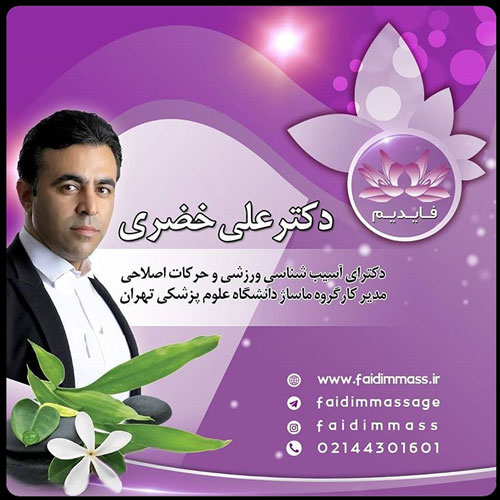 فایدیم
دکتر علی خضری
دکترای آسیب شناسی ورزشی و حرکات اصلاحی
مدیر کارگروه ماساژ دانشگاه علوم پزشکی تهران
www.faidimmass.ir
faidimmassage
faidimmass
02144301601